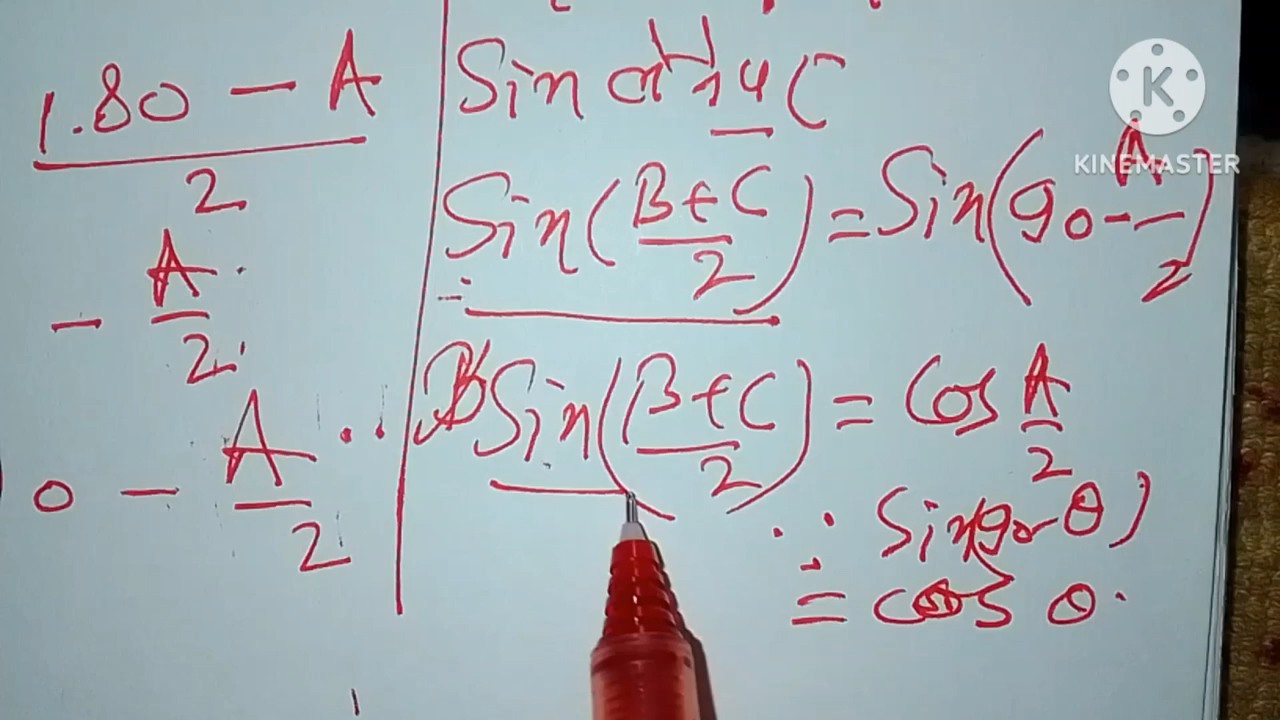 180 - A
2
- A
2
0 - A
2
Sin
Sin(B+C/2) = Sin(90-A/2)
Sin(B+C/2) = Cos A/2
∵ Sin(90-θ)
= cos θ.
K
KINEMASTER